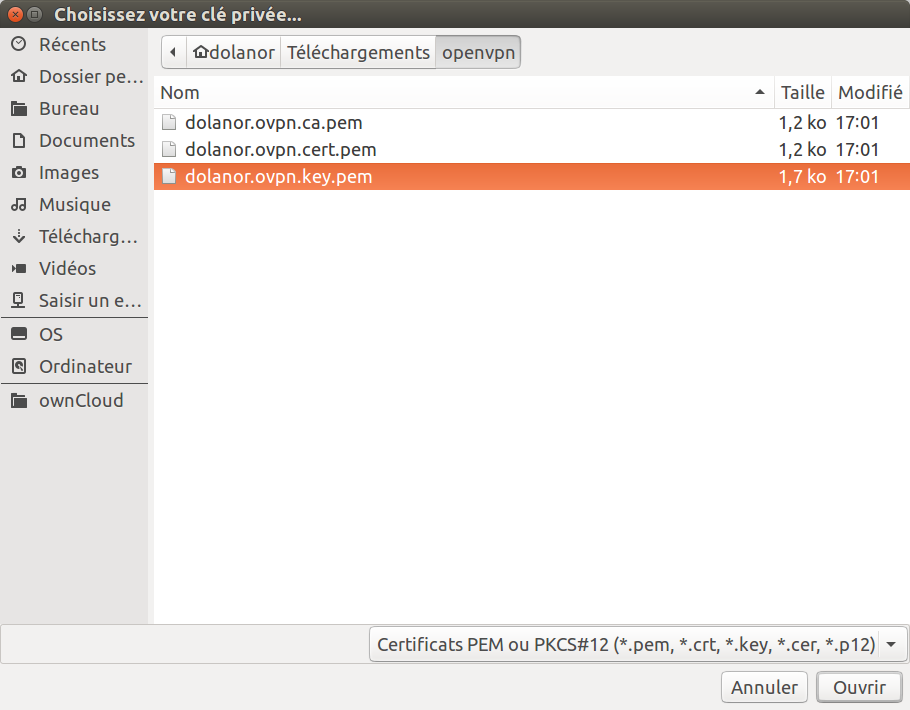 Choisissez votre clé privée...
Récents
Dossier pe...
Bureau
Documents
Images
Musique
Télécharg...
Vidéos
Saisir un e...
OS
Ordinateur
ownCloud
dolanor Téléchargements openvpn
Nom Taille Modifié
dolanor.ovpn.ca.pem 1,2 ko 17:01
dolanor.ovpn.cert.pem 1,2 ko 17:01
dolanor.ovpn.key.pem 1,7 ko 17:01
Certificats PEM ou PKCS#12 (*.pem, *.crt, *.key, *.cer, *.p12)
Annuler Ouvrir